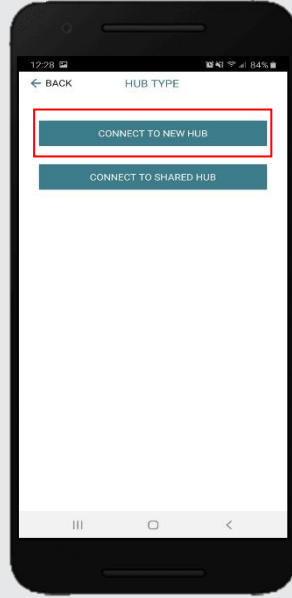 12:28 84%
← BACK HUB TYPE
CONNECT TO NEW HUB
CONNECT TO SHARED HUB